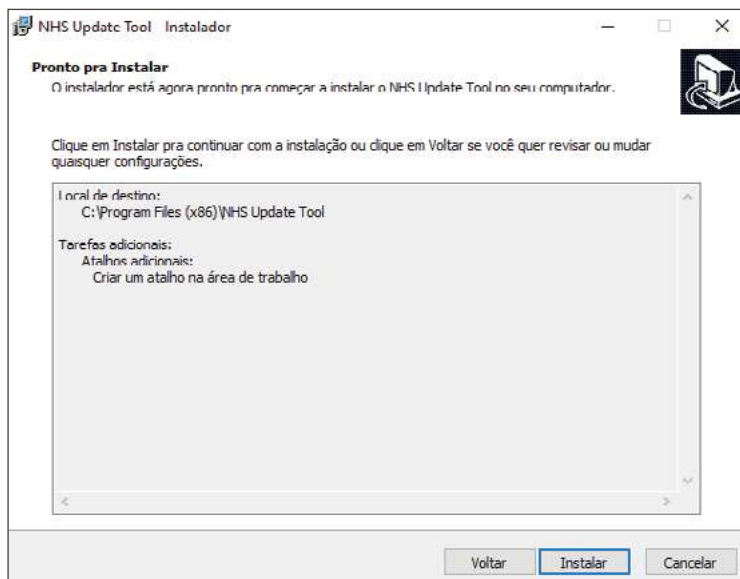 NHS Update Tool Instalador
Pronto pra Instalar
O instalador está agora pronto pra começar a instalar o NHS Update Tool no seu computador.
Clique em Instalar pra continuar com a instalação ou clique em Voltar se você quer revisar ou mudar
quaisquer configurações.
Local de destino:
C:\Program Files (x86)\NHS Update Tool
Tarefas adicionais:
Atalhos adicionais:
Criar um atalho na área de trabalho
Voltar
Instalar
Cancelar